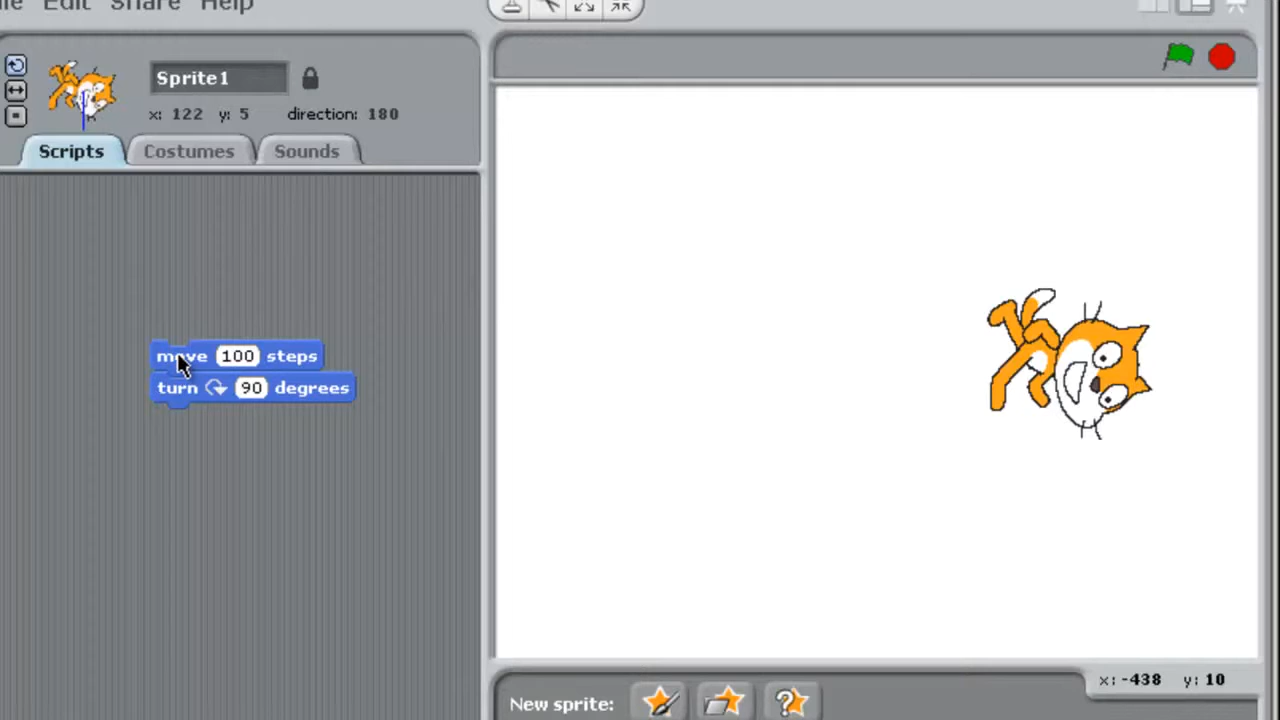 Edit Share Help
Sprite1
x: 122 y: 5 direction: 180
Scripts Costumes Sounds
move 100 steps
turn 90 degrees
x: -438 y: 10
New sprite: